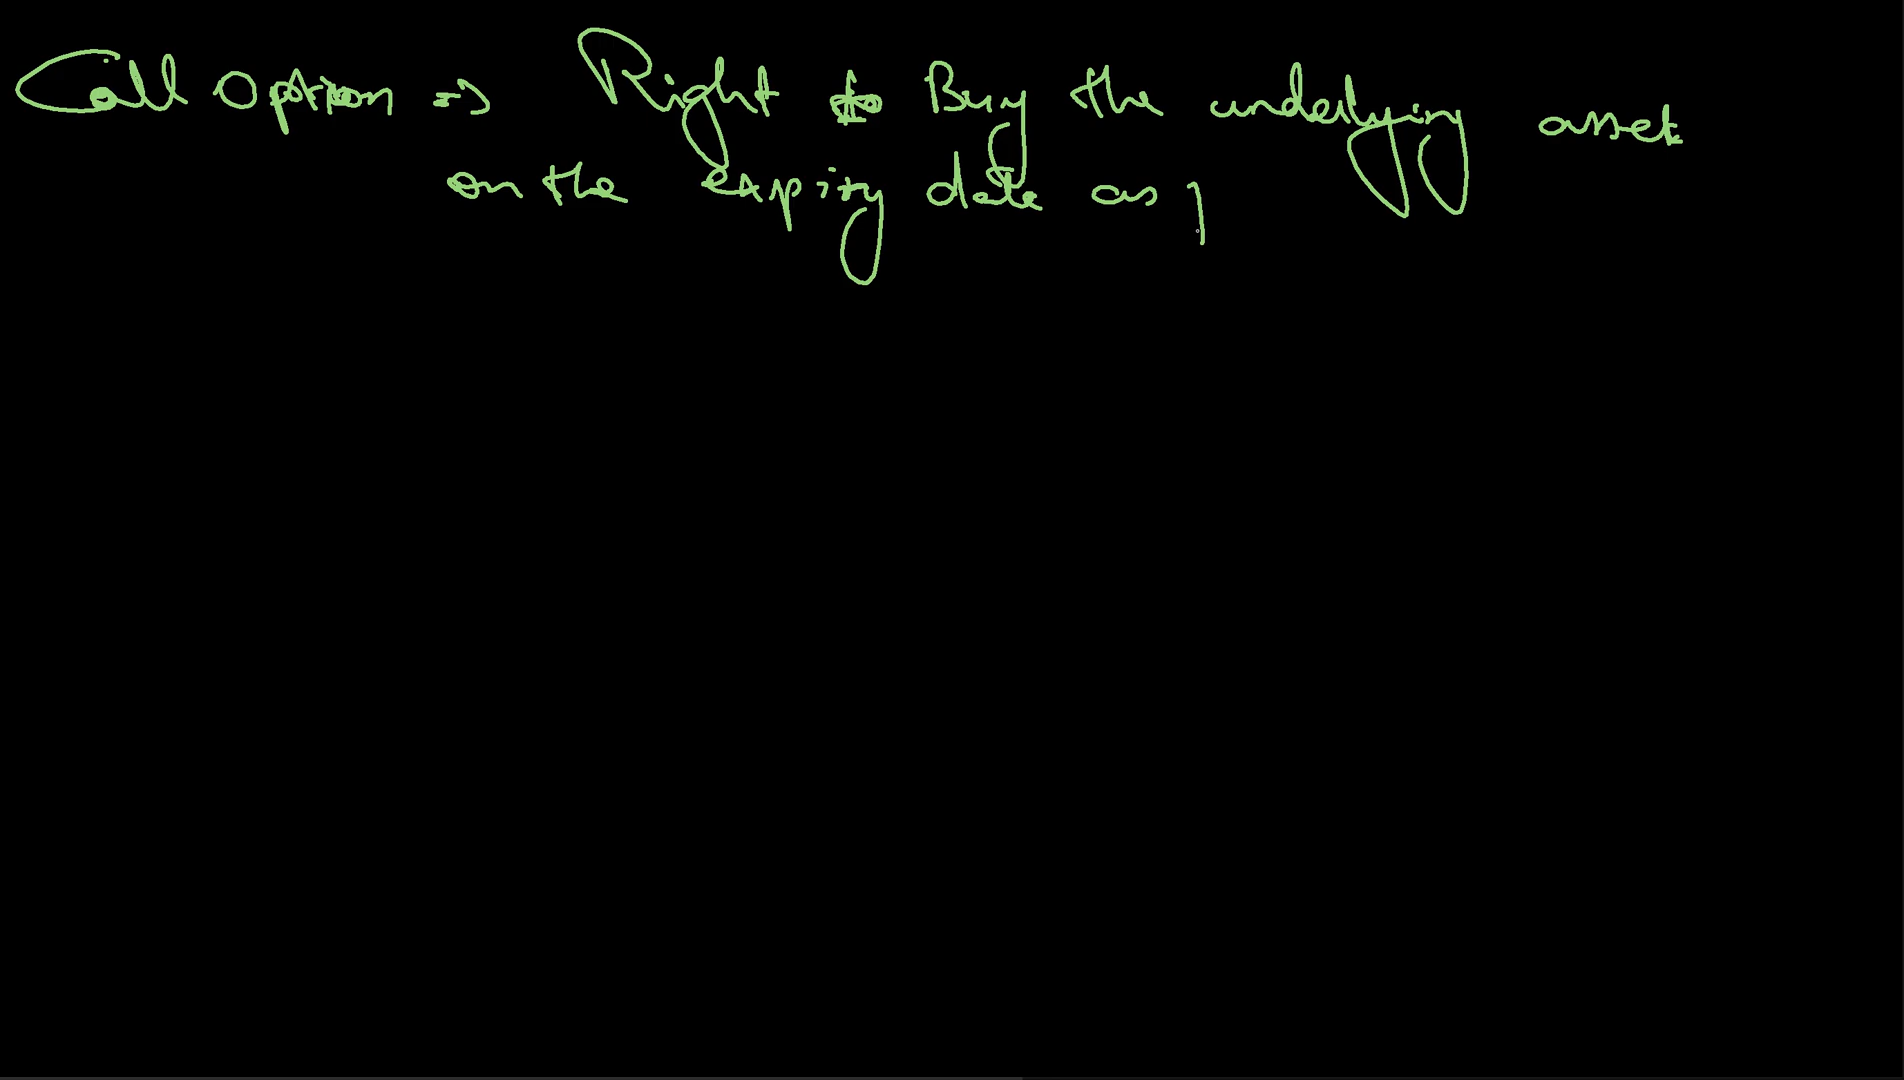 Call Option => Right to Buy the underlying asset
on the expiry date as